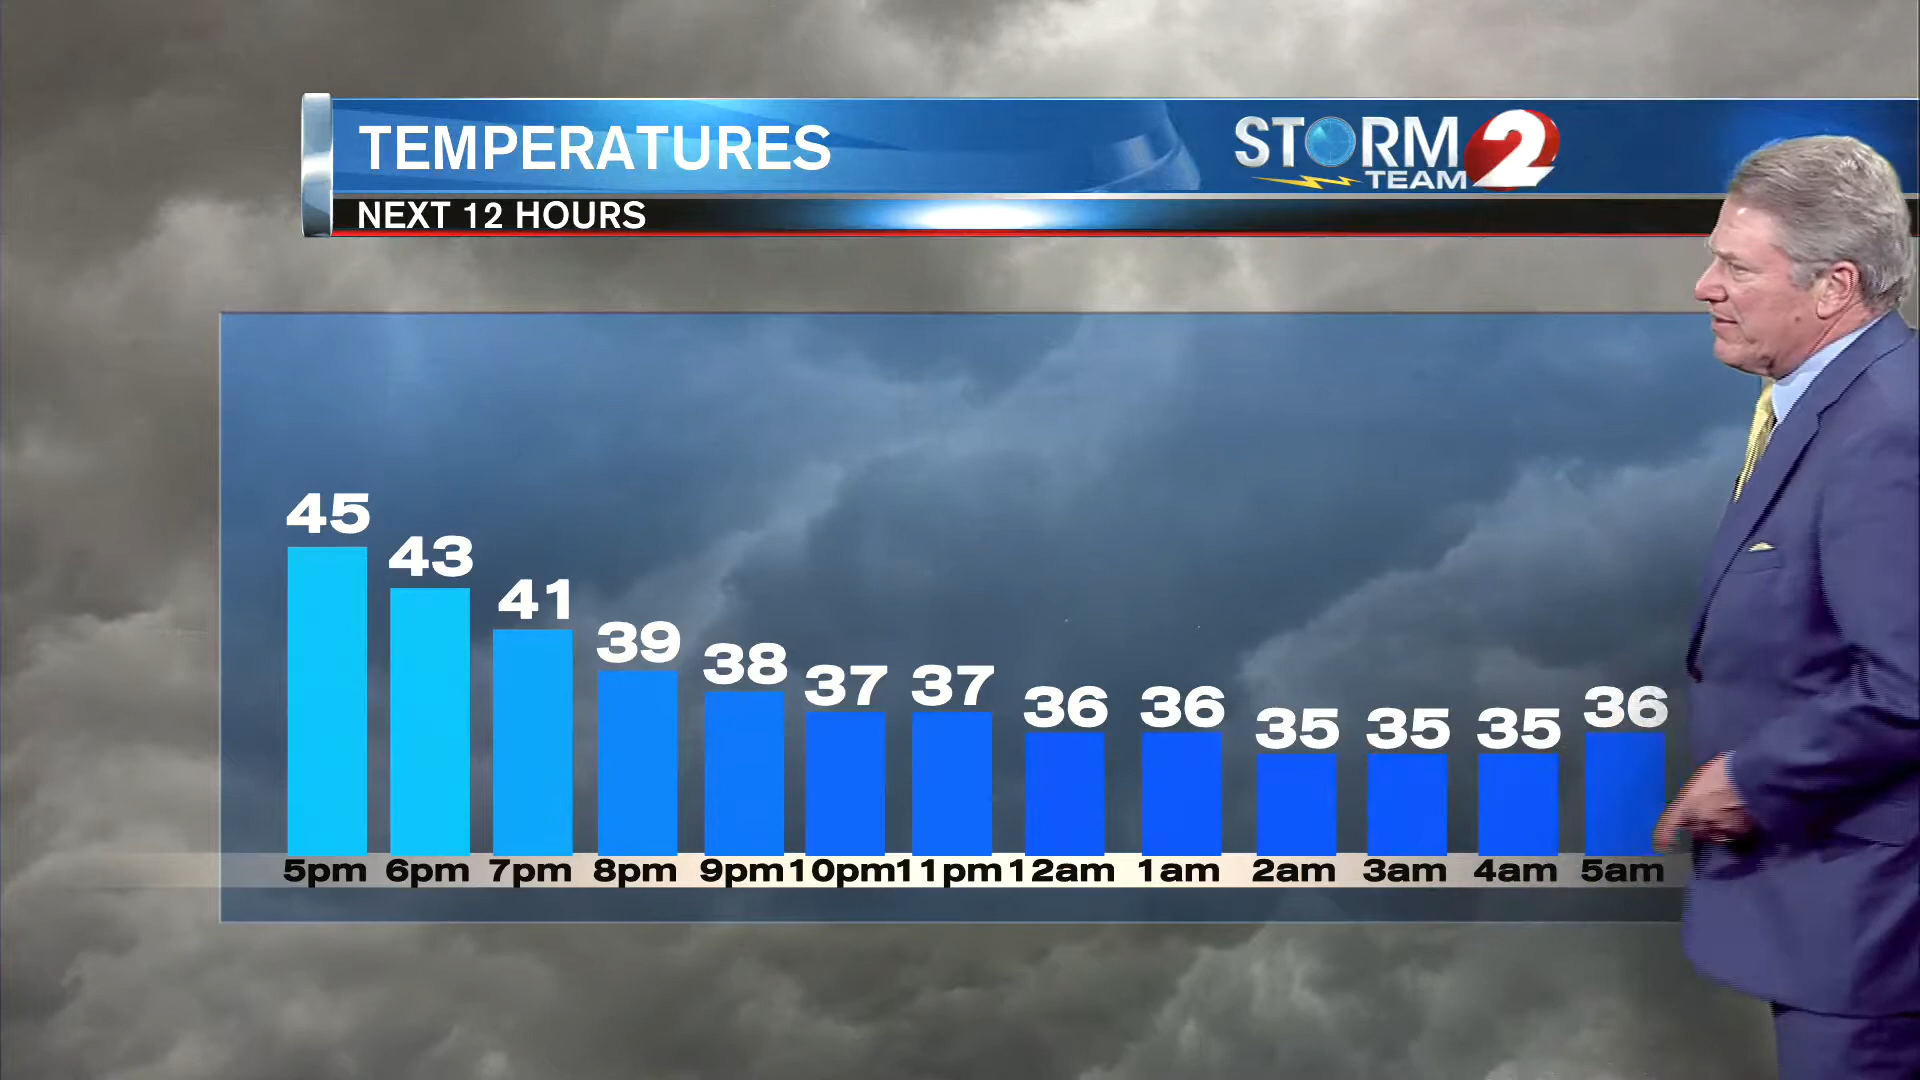 TEMPERATURES
STORM
TEAM 2
NEXT 12 HOURS
45 43 41 39 38 37 37 36 36 35 35 35 36
5pm 6pm 7pm 8pm 9pm 10pm 11pm 12am 1am 2am 3am 4am 5am